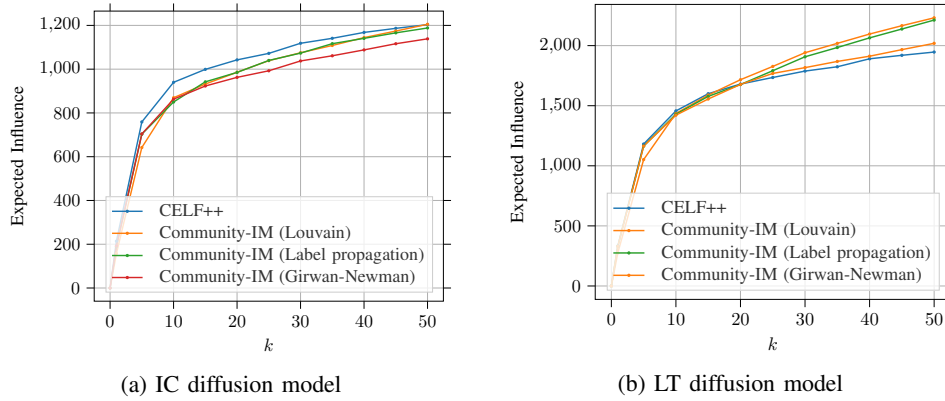 1,200
1,000
800
600
400
200
0
Expected Influence
CELF++
Community-IM (Louvain)
Community-IM (Label propagation)
Community-IM (Girwan-Newman)
0 10 20 30 40 50
k
(a) IC diffusion model
2,000
1,500
1,000
500
0
Expected Influence
CELF++
Community-IM (Louvain)
Community-IM (Label propagation)
Community-IM (Girwan-Newman)
0 10 20 30 40 50
k
(b) LT diffusion model